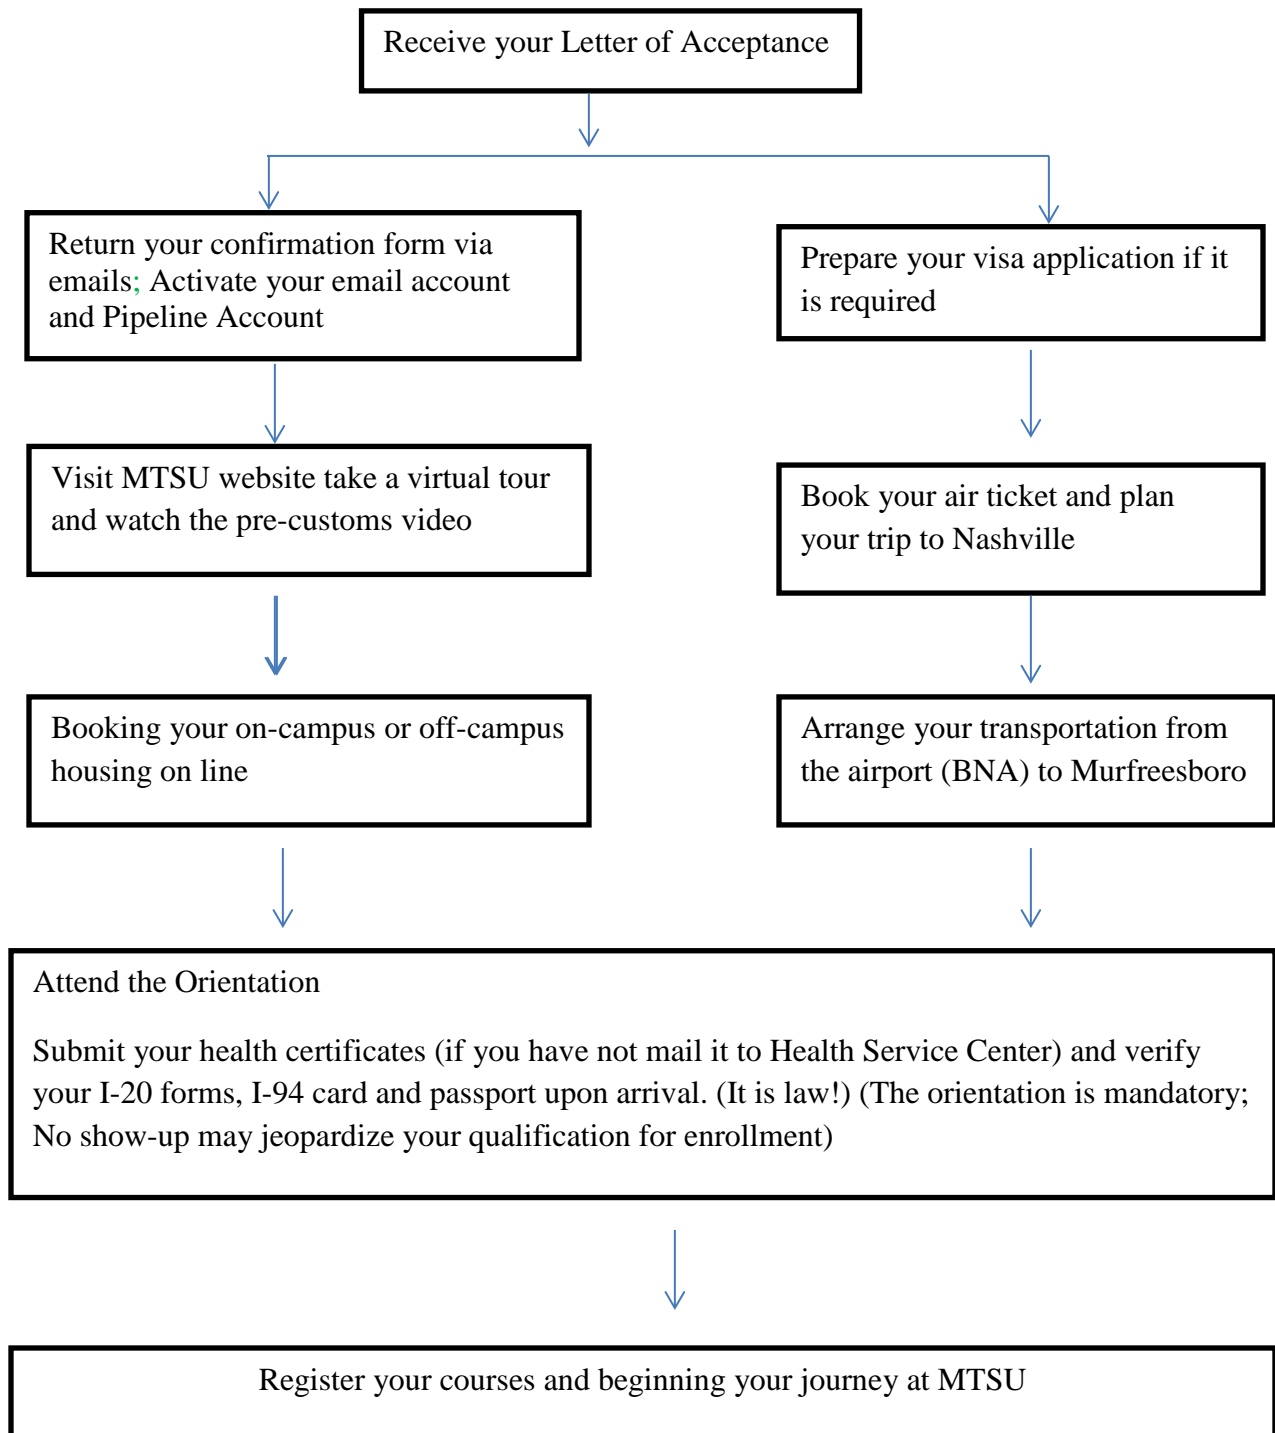 Receive your Letter of Acceptance
Return your confirmation form via
emails; Activate your email account
and Pipeline Account
Prepare your visa application if it
is required
Visit MTSU website take a virtual tour
and watch the pre-customs video
Book your air ticket and plan
your trip to Nashville
Booking your on-campus or off-campus
housing on line
Arrange your transportation from
the airport (BNA) to Murfreesboro
Attend the Orientation
Submit your health certificates (if you have not mail it to Health Service Center) and verify
your I-20 forms, I-94 card and passport upon arrival. (It is law!) (The orientation is mandatory;
No show-up may jeopardize your qualification for enrollment)
Register your courses and beginning your journey at MTSU